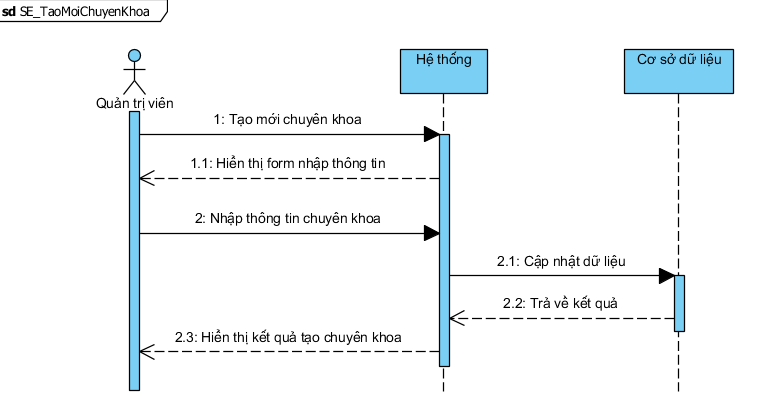 sd SE_TaoMoiChuyenKhoa
Hệ thống
Cơ sở dữ liệu
Quản trị viên
1: Tạo mới chuyên khoa
1.1: Hiển thị form nhập thông tin
2: Nhập thông tin chuyên khoa
2.1: Cập nhật dữ liệu
2.2: Trả về kết quả
2.3: Hiển thị kết quả tạo chuyên khoa